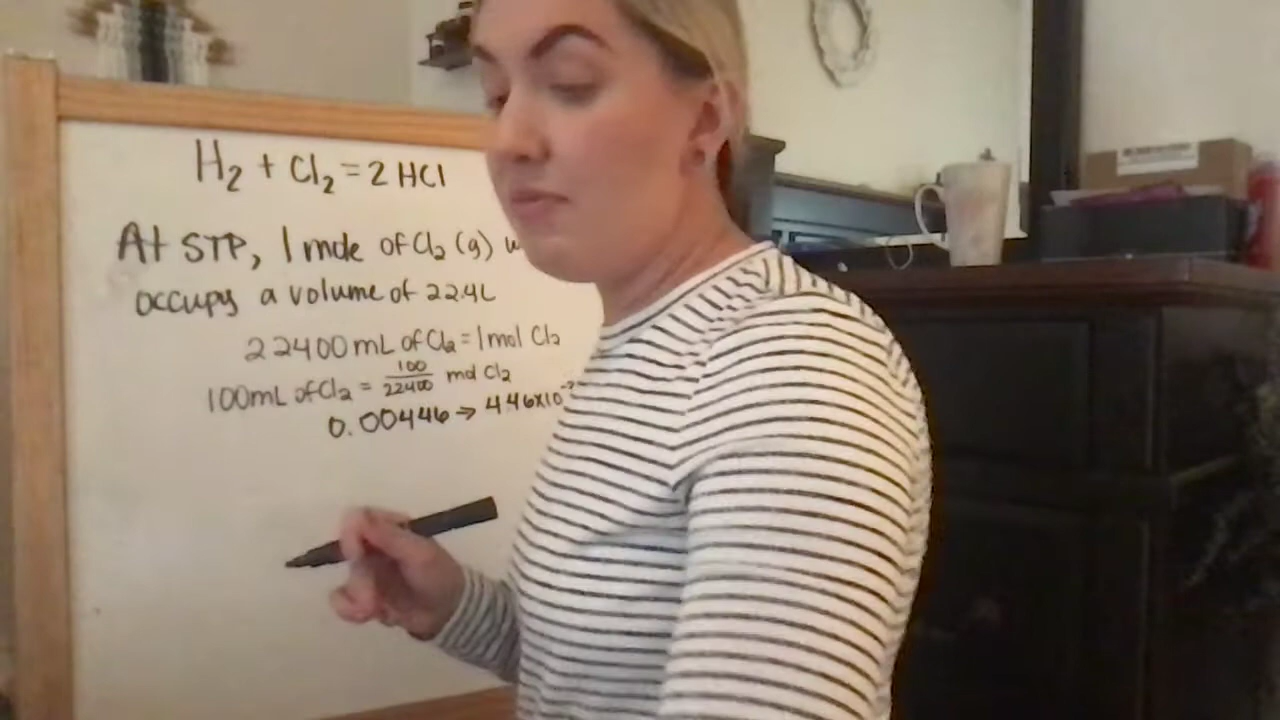 H₂ + Cl₂ = 2 HCl
At STP, 1 mole of Cl₂ (g)
occupy a volume of 22.4L
22400 mL of Cl₂ = 1 mol Cl₂
100mL of Cl₂ = 100/22400 mol Cl₂
0.00446 → 4.46x10